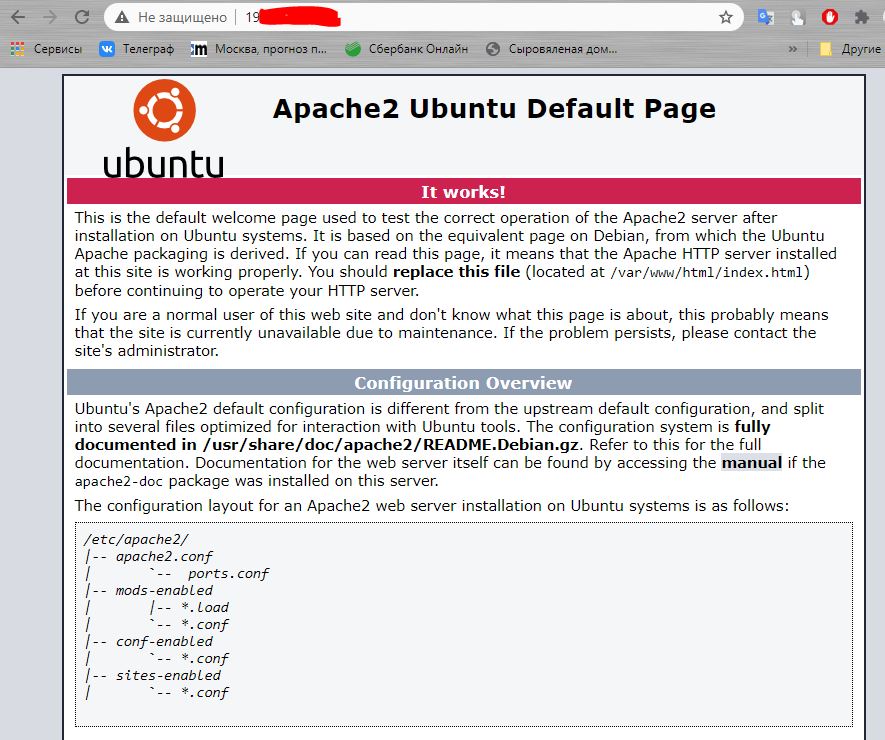 Не защищено 19
Сервисы Телеграф Москва, прогноз п... Сбербанк Онлайн Сыровяленая дом... » Другие
ubuntu
Apache2 Ubuntu Default Page
It works!
This is the default welcome page used to test the correct operation of the Apache2 server after
installation on Ubuntu systems. It is based on the equivalent page on Debian, from which the Ubuntu
Apache packaging is derived. If you can read this page, it means that the Apache HTTP server installed
at this site is working properly. You should replace this file (located at /var/www/html/index.html)
before continuing to operate your HTTP server.
If you are a normal user of this web site and don't know what this page is about, this probably means
that the site is currently unavailable due to maintenance. If the problem persists, please contact the
site's administrator.
Configuration Overview
Ubuntu's Apache2 default configuration is different from the upstream default configuration, and split
into several files optimized for interaction with Ubuntu tools. The configuration system is fully
documented in /usr/share/doc/apache2/README.Debian.gz. Refer to this for the full
documentation. Documentation for the web server itself can be found by accessing the manual if the
apache2-doc package was installed on this server.
The configuration layout for an Apache2 web server installation on Ubuntu systems is as follows:
/etc/apache2/
|-- apache2.conf
|       `-- ports.conf
|-- mods-enabled
|       |-- *.load
|       `-- *.conf
|-- conf-enabled
|       `-- *.conf
|-- sites-enabled
|       `-- *.conf